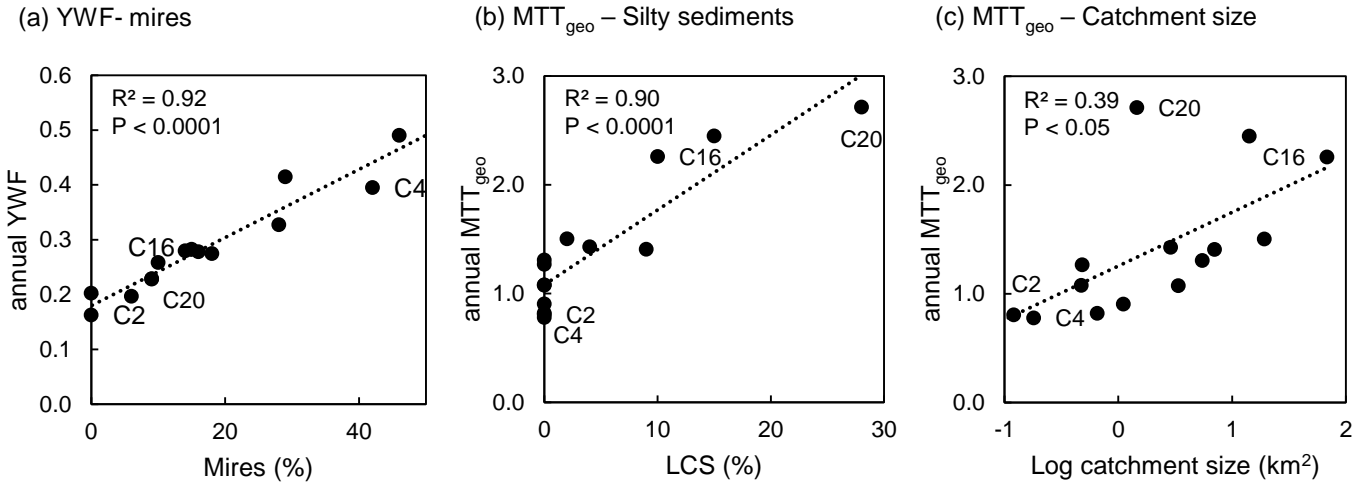 (a) YWF- mires
R² = 0.92
P < 0.0001
annual YWF
0.6
0.5
0.4
0.3
0.2
0.1
0.0
C4
C16
C20
C2
0
20
40
Mires (%)
(b) MTTgeo – Silty sediments
R² = 0.90
P < 0.0001
annual MTTgeo
3.0
2.0
1.0
0.0
C20
C16
C2
C4
0
10
20
30
LCS (%)
(c) MTTgeo – Catchment size
R² = 0.39
P < 0.05
annual MTTgeo
3.0
2.0
1.0
0.0
C20
C16
C2
C4
-1
0
1
2
Log catchment size (km²)